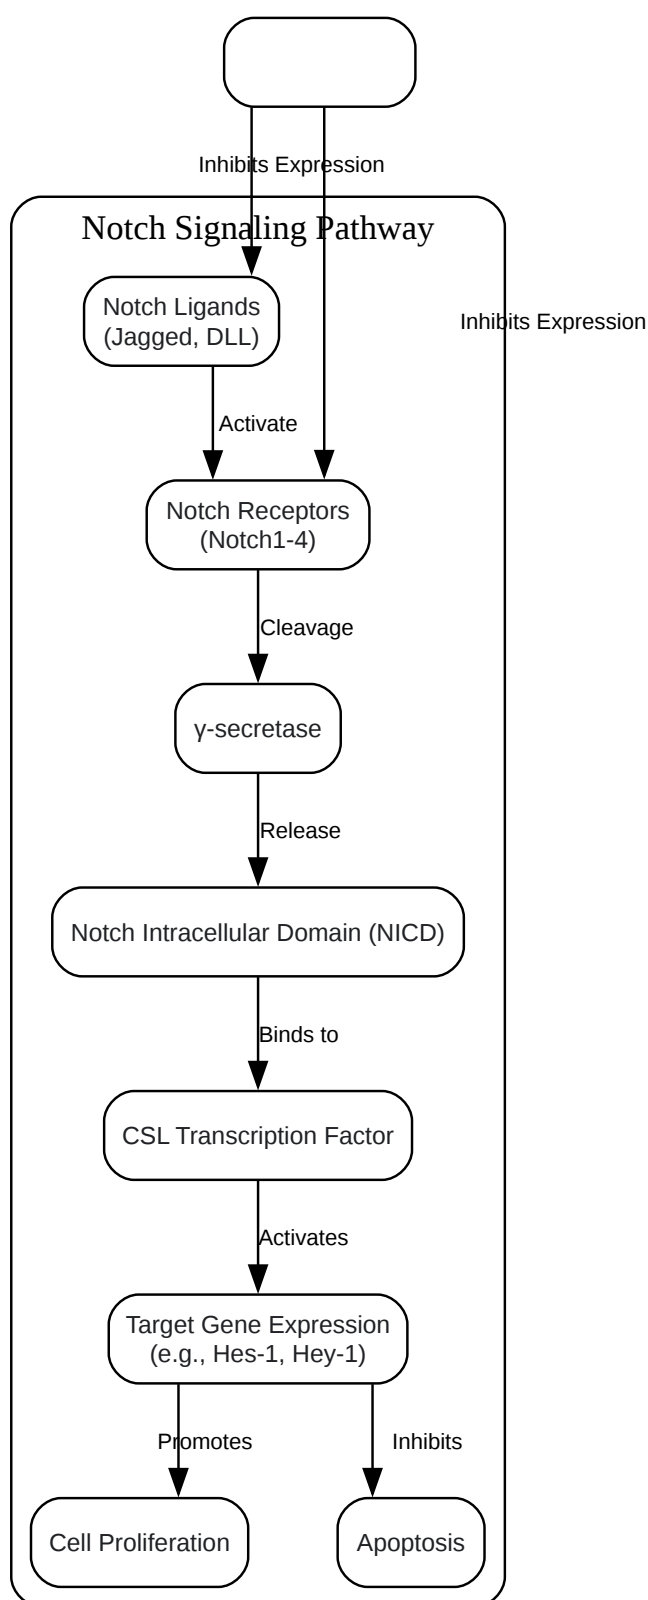 Inhibits Expression
Notch Signaling Pathway
Notch Ligands
(Jagged, DLL)
Inhibits Expression
Activate
Notch Receptors
(Notch1-4)
Cleavage
γ-secretase
Release
Notch Intracellular Domain (NICD)
Binds to
CSL Transcription Factor
Activates
Target Gene Expression
(e.g., Hes-1, Hey-1)
Promotes
Inhibits
Cell Proliferation
Apoptosis